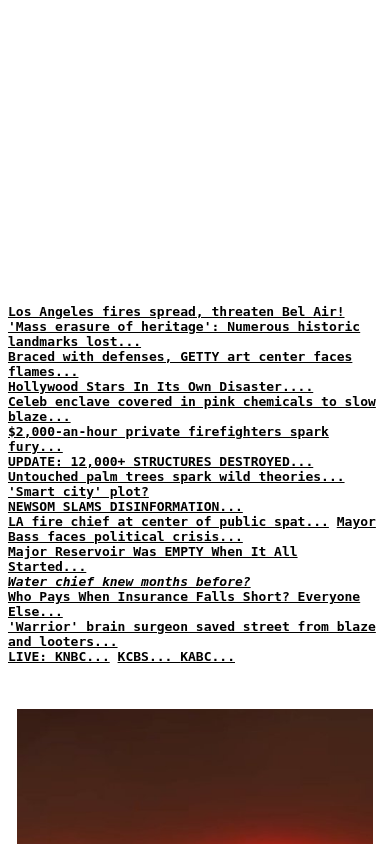 Los Angeles fires spread, threaten Bel Air!
'Mass erasure of heritage': Numerous historic
landmarks lost...
Braced with defenses, GETTY art center faces
flames...
Hollywood Stars In Its Own Disaster....
Celeb enclave covered in pink chemicals to slow
blaze...
$2,000-an-hour private firefighters spark
fury...
UPDATE: 12,000+ STRUCTURES DESTROYED...
Untouched palm trees spark wild theories...
'Smart city' plot?
NEWSOM SLAMS DISINFORMATION...
LA fire chief at center of public spat... Mayor
Bass faces political crisis...
Major Reservoir Was EMPTY When It All
Started...
Water chief knew months before?
Who Pays When Insurance Falls Short? Everyone
Else...
'Warrior' brain surgeon saved street from blaze
and looters...
LIVE: KNBC... KCBS... KABC...